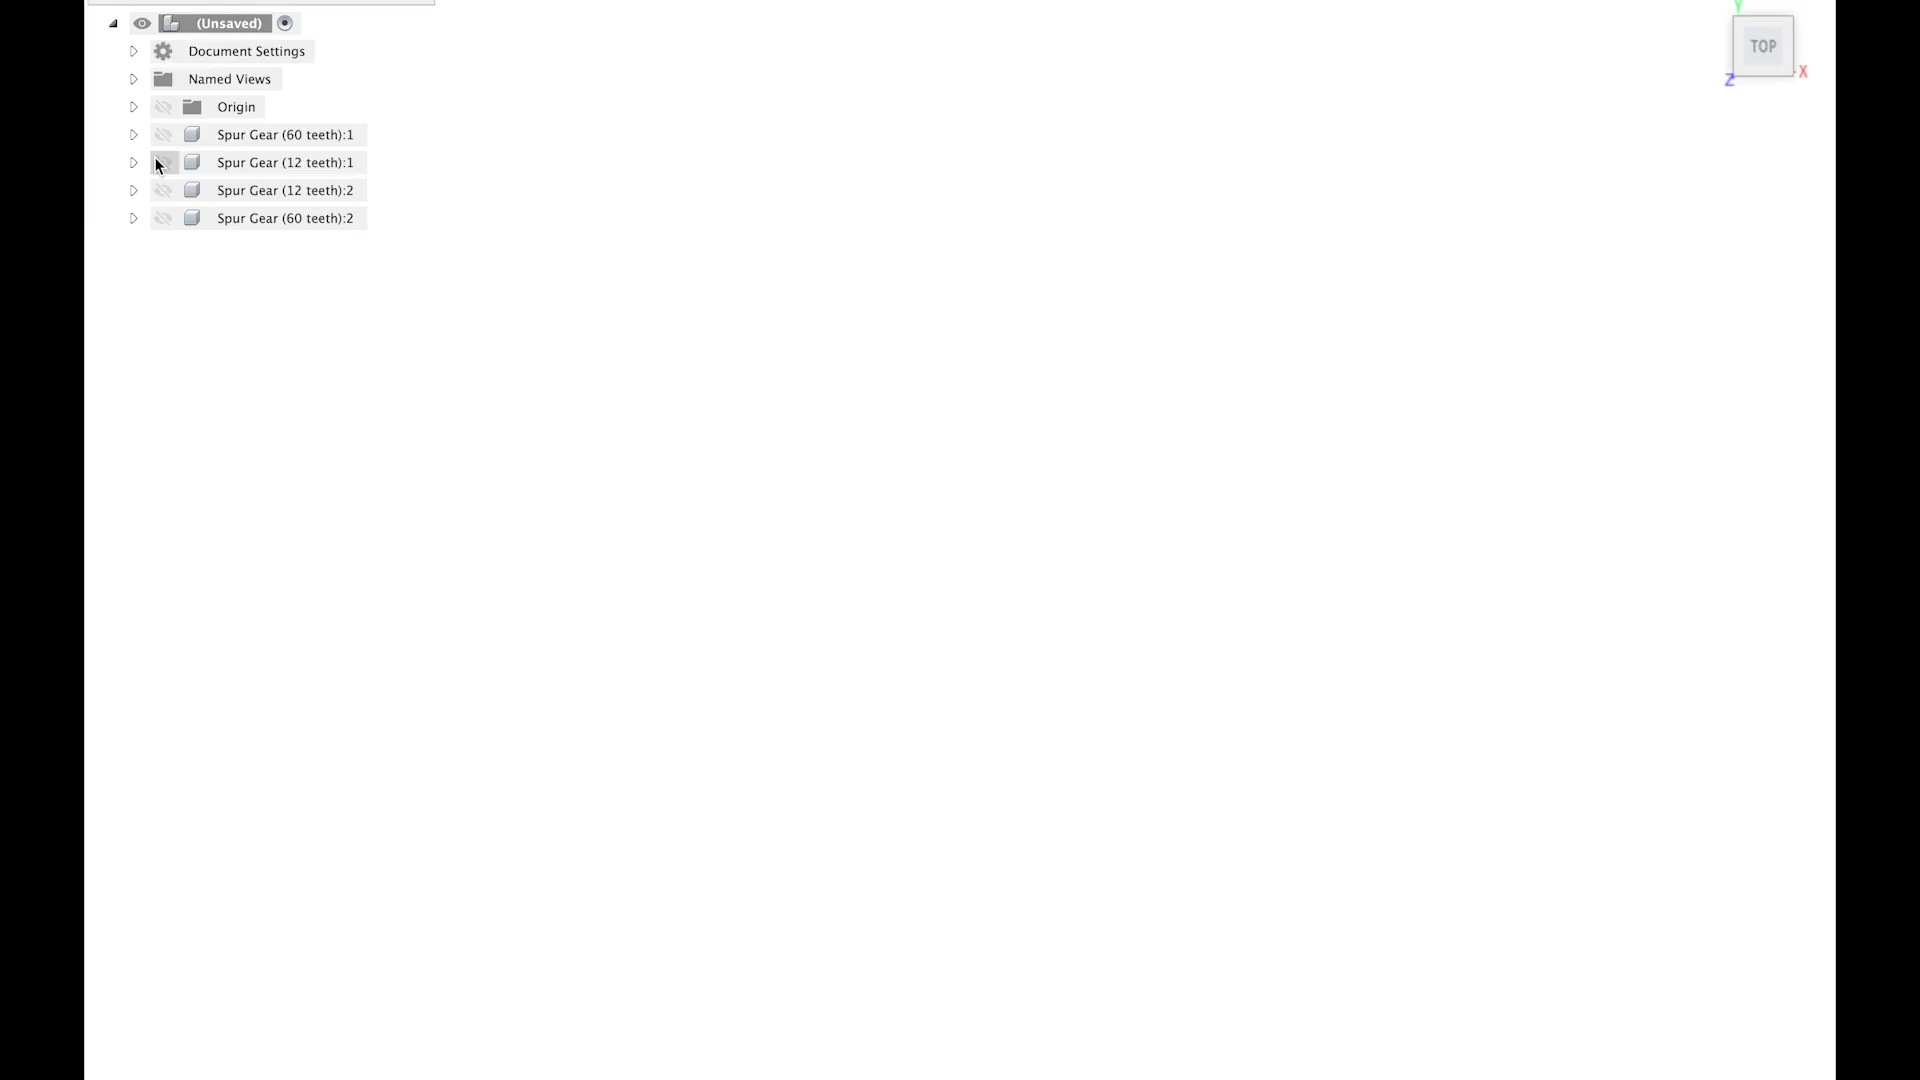 (Unsaved)
Document Settings
Named Views
Origin
Spur Gear (60 teeth):1
Spur Gear (12 teeth):1
Spur Gear (12 teeth):2
Spur Gear (60 teeth):2
Y
TOP
X
Z